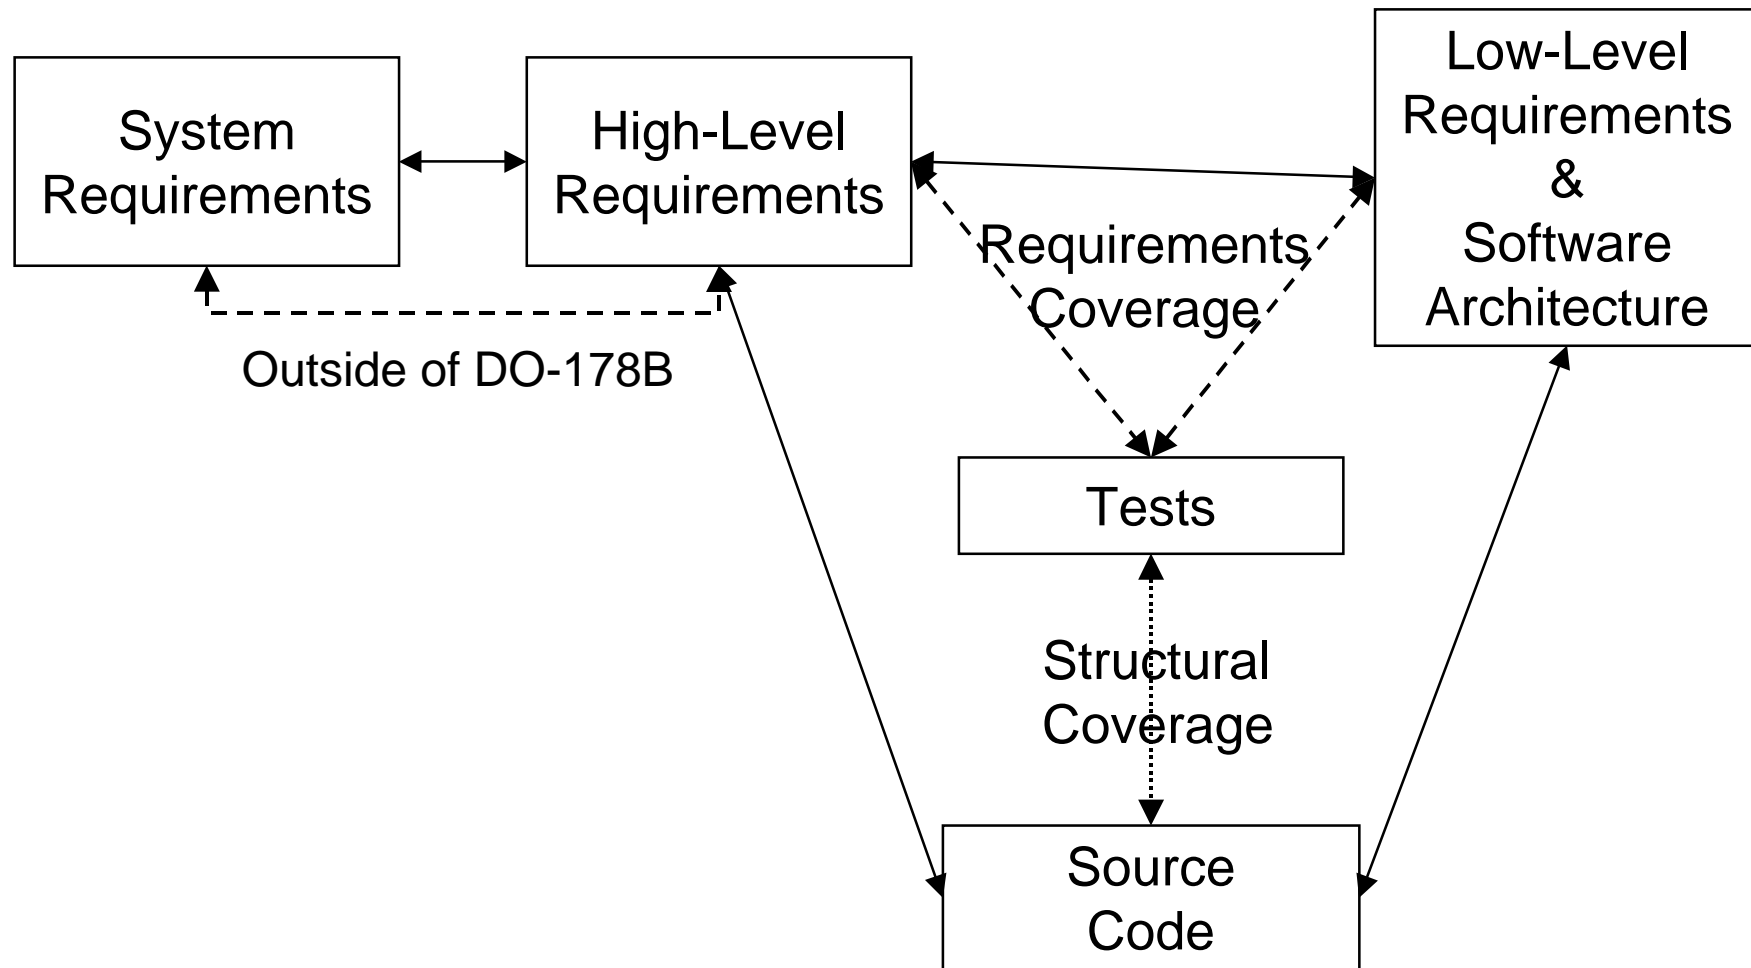 System
Requirements
High-Level
Requirements
Low-Level
Requirements
&
Software
Architecture
Requirements
Coverage
Outside of DO-178B
Tests
Structural
Coverage
Source
Code